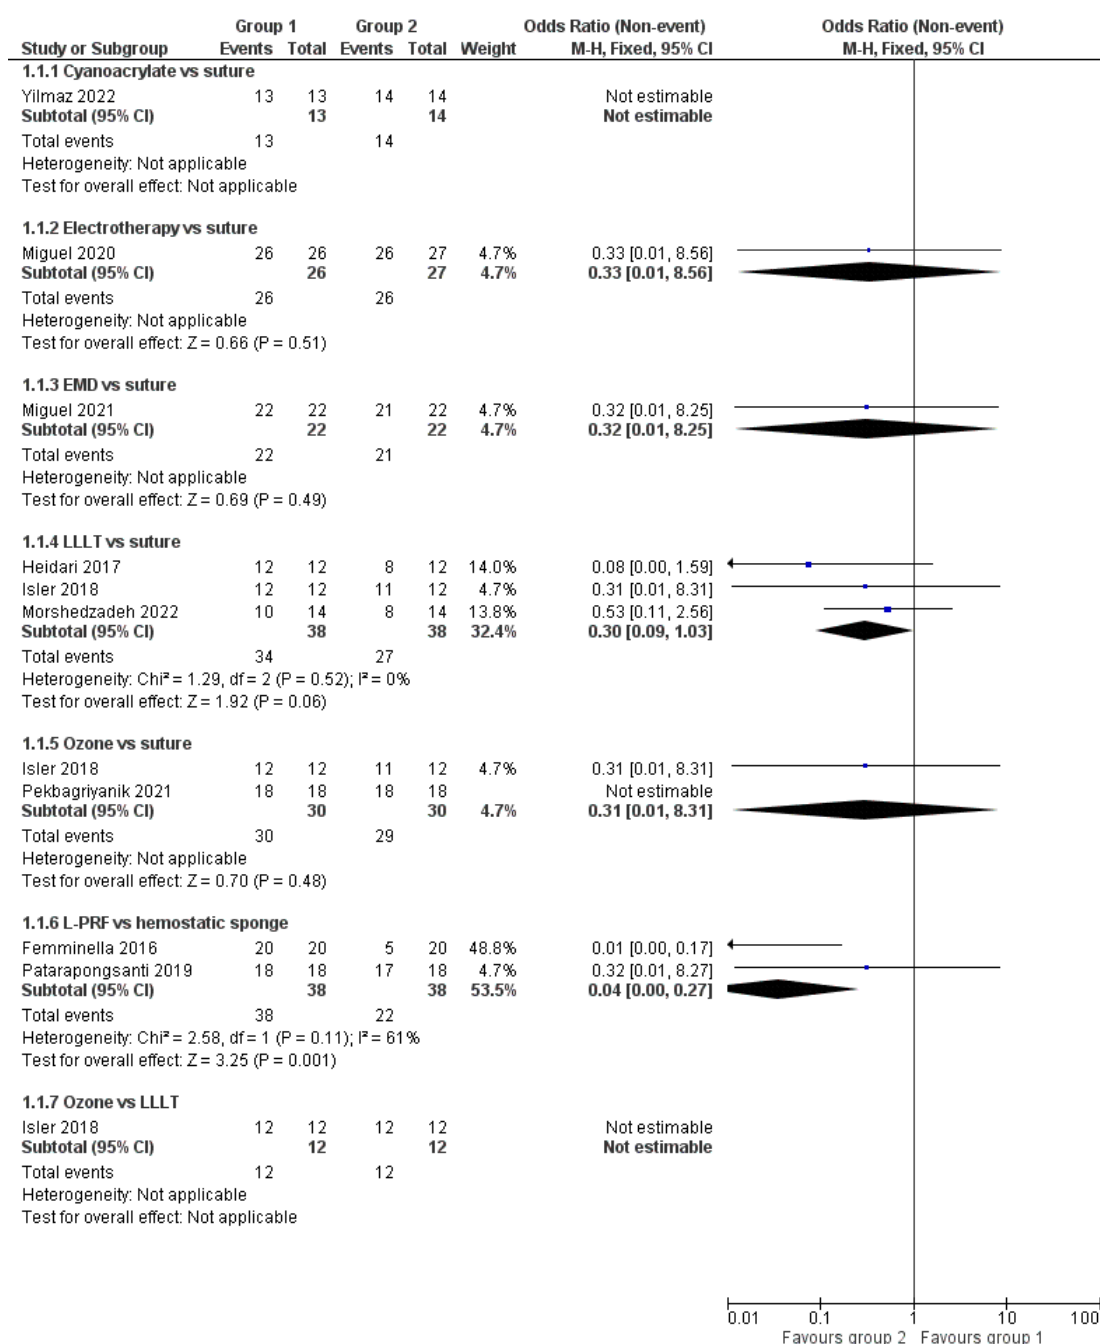 Group 1 Group 2 Odds Ratio (Non-event) Odds Ratio (Non-event)
Study or Subgroup Events Total Events Total Weight M-H, Fixed, 95% CI M-H, Fixed, 95% CI
1.1.1 Cyanoacrylate vs suture
Yilmaz 2022 13 13 14 14 Not estimable
Subtotal (95% CI) 13 14 Not estimable
Total events 13 14
Heterogeneity: Not applicable
Test for overall effect: Not applicable
1.1.2 Electrotherapy vs suture
Miguel 2020 26 26 26 27 4.7% 0.33 [0.01, 8.56]
Subtotal (95% CI) 26 27 4.7% 0.33 [0.01, 8.56]
Total events 26 26
Heterogeneity: Not applicable
Test for overall effect: Z = 0.66 (P = 0.51)
1.1.3 EMD vs suture
Miguel 2021 22 22 21 22 4.7% 0.32 [0.01, 8.25]
Subtotal (95% CI) 22 22 4.7% 0.32 [0.01, 8.25]
Total events 22 21
Heterogeneity: Not applicable
Test for overall effect: Z = 0.69 (P = 0.49)
1.1.4 LLLT vs suture
Heidari 2017 12 12 8 12 14.0% 0.08 [0.00, 1.59]
Isler 2018 12 12 11 12 4.7% 0.31 [0.01, 8.31]
Morshedzadeh 2022 10 14 8 14 13.8% 0.53 [0.11, 2.56]
Subtotal (95% CI) 38 38 32.4% 0.30 [0.09, 1.03]
Total events 34 27
Heterogeneity: Chi² = 1.29, df = 2 (P = 0.52); I² = 0%
Test for overall effect: Z = 1.92 (P = 0.06)
1.1.5 Ozone vs suture
Isler 2018 12 12 11 12 4.7% 0.31 [0.01, 8.31]
Pekbagriyanik 2021 18 18 18 18 Not estimable
Subtotal (95% CI) 30 30 4.7% 0.31 [0.01, 8.31]
Total events 30 29
Heterogeneity: Not applicable
Test for overall effect: Z = 0.70 (P = 0.48)
1.1.6 L-PRF vs hemostatic sponge
Femminella 2016 20 20 5 20 48.8% 0.01 [0.00, 0.17]
Patarapongsanti 2019 18 18 17 18 4.7% 0.32 [0.01, 8.27]
Subtotal (95% CI) 38 38 53.5% 0.04 [0.00, 0.27]
Total events 38 22
Heterogeneity: Chi² = 2.58, df = 1 (P = 0.11); I² = 61%
Test for overall effect: Z = 3.25 (P = 0.001)
1.1.7 Ozone vs LLLT
Isler 2018 12 12 12 12 Not estimable
Subtotal (95% CI) 12 12 Not estimable
Total events 12 12
Heterogeneity: Not applicable
Test for overall effect: Not applicable
0.01 0.1 1 10 100
Favours group 2 Favours group 1